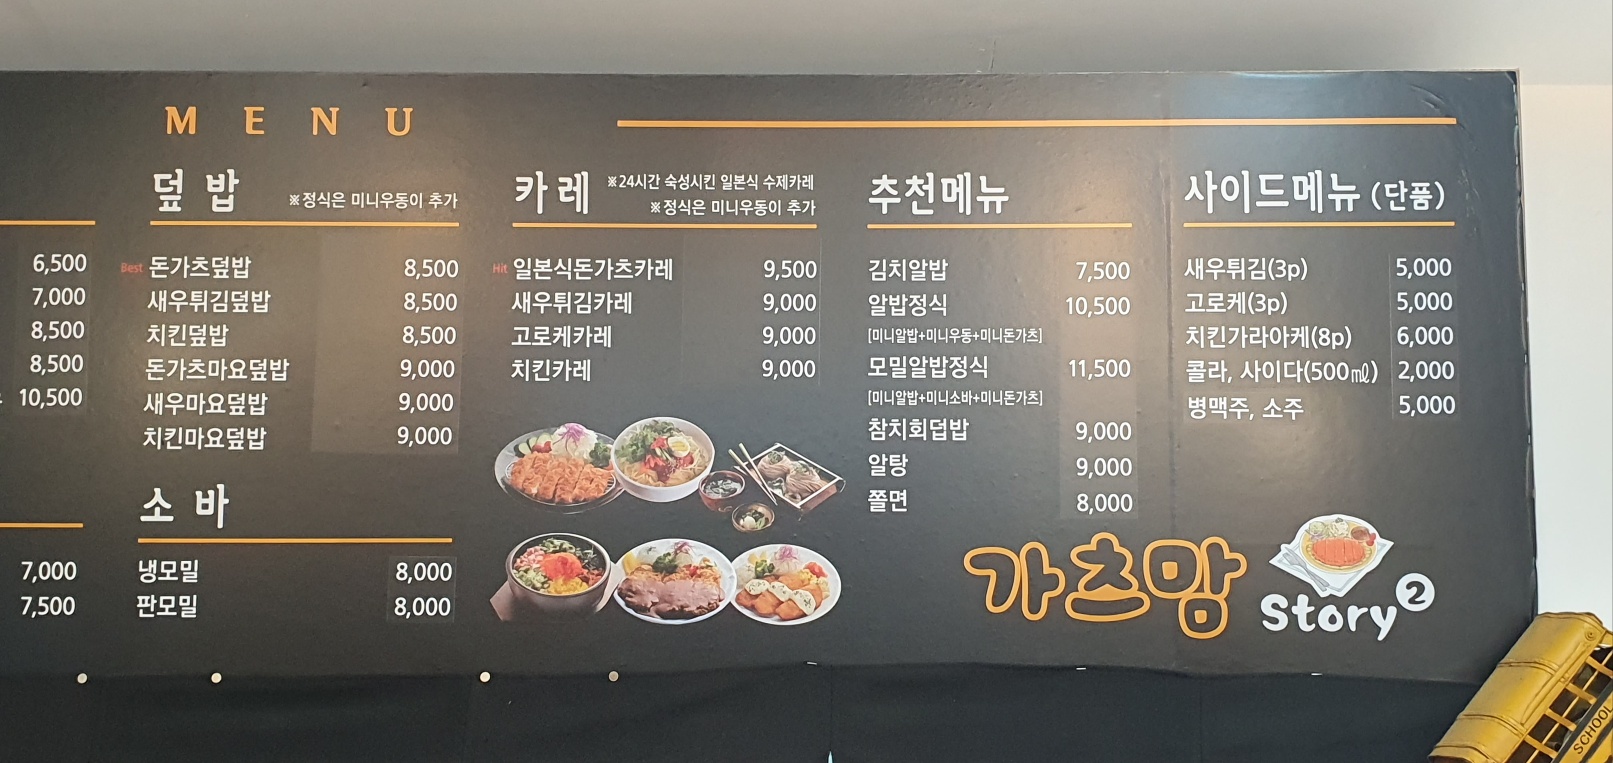 MENU
6,500
7,000
8,500
8,500
10,500
7,000
7,500
덮밥 ※정식은 미니우동이 추가
Best 돈가츠덮밥 8,500
새우튀김덮밥 8,500
치킨덮밥 8,500
돈가츠마요덮밥 9,000
새우마요덮밥 9,000
치킨마요덮밥 9,000
소바
냉모밀 8,000
판모밀 8,000
카레 ※24시간 숙성시킨 일본식 수제카레
※정식은 미니우동이 추가
Hit 일본식돈가츠카레 9,500
새우튀김카레 9,000
고로케카레 9,000
치킨카레 9,000
추천메뉴
김치알밥 7,500
알밥정식 10,500
[미니알밥+미니우동+미니돈가츠]
모밀알밥정식 11,500
[미니알밥+미니소바+미니돈가츠]
참치회덥밥 9,000
알탕 9,000
쫄면 8,000
사이드메뉴 (단품)
새우튀김(3p) 5,000
고로케(3p) 5,000
치킨가라아케(8p) 6,000
콜라, 사이다(500㎖) 2,000
병맥주, 소주 5,000
가츠맘
Story 2
SCHOOL